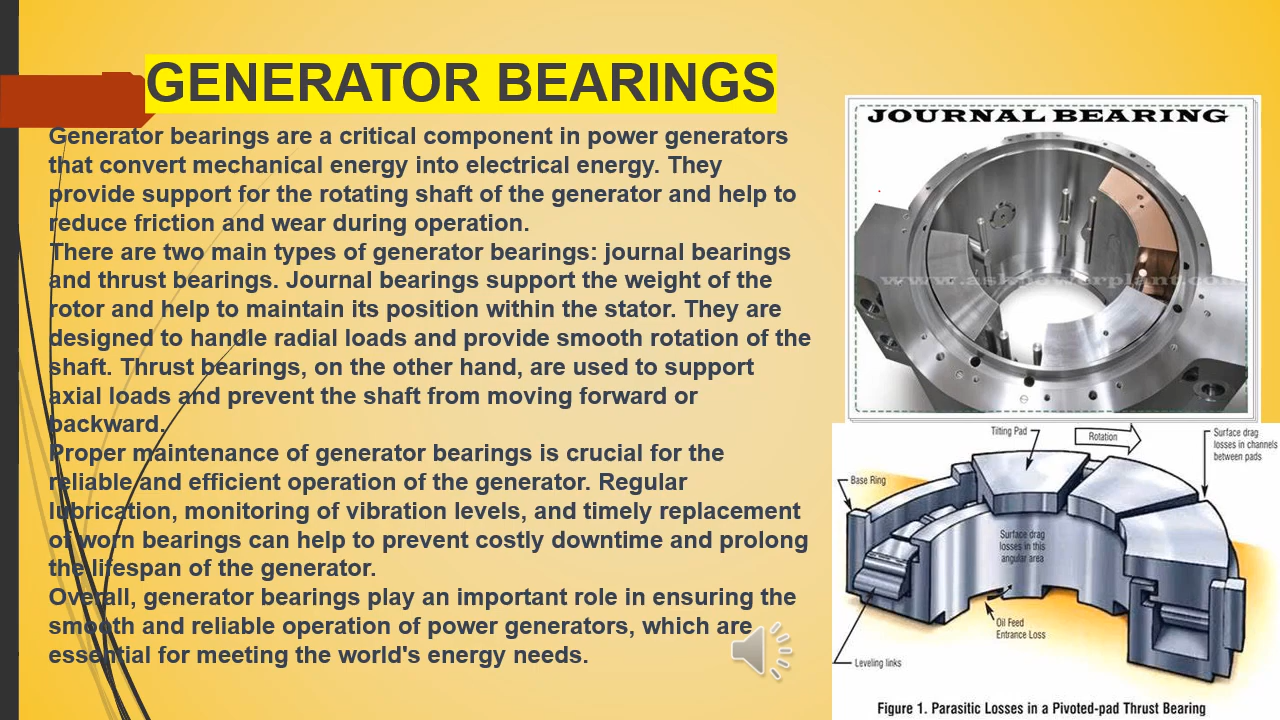 GENERATOR BEARINGS
Generator bearings are a critical component in power generators
that convert mechanical energy into electrical energy. They
provide support for the rotating shaft of the generator and help to
reduce friction and wear during operation.
There are two main types of generator bearings: journal bearings
and thrust bearings. Journal bearings support the weight of the
rotor and help to maintain its position within the stator. They are
designed to handle radial loads and provide smooth rotation of the
shaft. Thrust bearings, on the other hand, are used to support
axial loads and prevent the shaft from moving forward or
backward.
Proper maintenance of generator bearings is crucial for the
reliable and efficient operation of the generator. Regular
lubrication, monitoring of vibration levels, and timely replacement
of worn bearings can help to prevent costly downtime and prolong
the lifespan of the generator.
Overall, generator bearings play an important role in ensuring the
smooth and reliable operation of power generators, which are
essential for meeting the world's energy needs.
JOURNAL BEARING
Tilting Pad
Rotation
Surface drag
losses in channels
between pads
Base Ring
Surface drag
losses in this
angular area
Oil Feed
Entrance Loss
Leveling links
Figure 1. Parasitic Losses in a Pivoted-pad Thrust Bearing